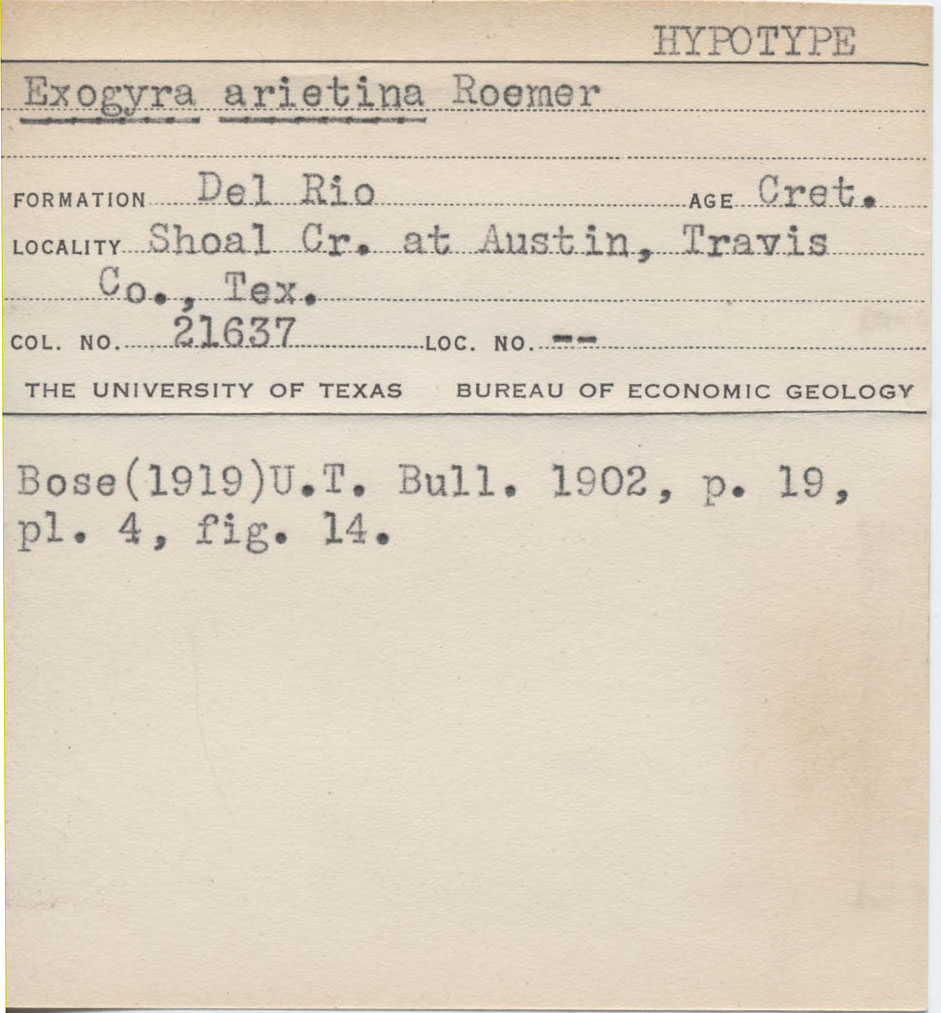 HYPOTYPE
Exogyra arietina Roemer
FORMATION Del Rio AGE Cret.
LOCALITY Shoal Cr. at Austin, Travis
Co., Tex.
COL. NO. 21637 LOC. NO. --
THE UNIVERSITY OF TEXAS BUREAU OF ECONOMIC GEOLOGY
Bose(1919)U.T. Bull. 1902, p. 19,
pl. 4, fig. 14.